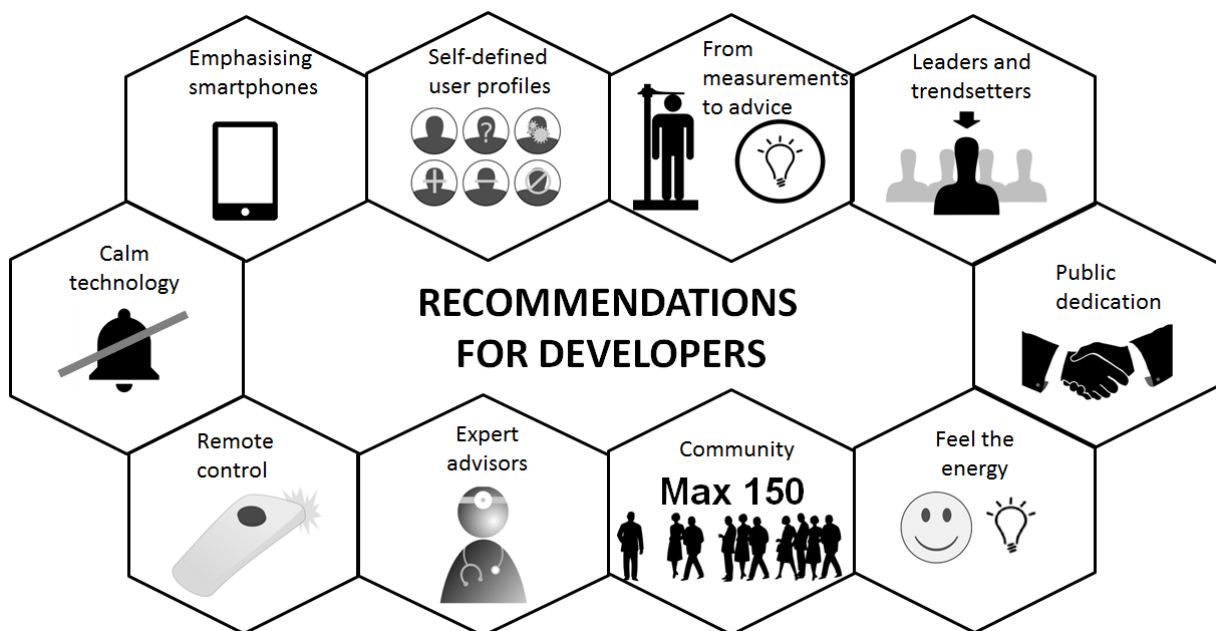 Emphasising
smartphones
Self-defined
user profiles
?
From
measurements
to advice
Leaders and
trendsetters
Calm
technology
RECOMMENDATIONS
FOR DEVELOPERS
Public
dedication
Remote
control
Expert
advisors
Community
Max 150
Feel the
energy